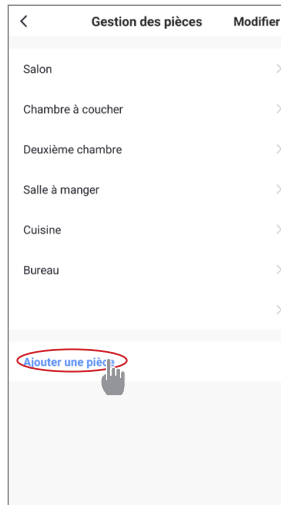 Gestion des pièces Modifier
Salon
Chambre à coucher
Deuxième chambre
Salle à manger
Cuisine
Bureau
Ajouter une pièce